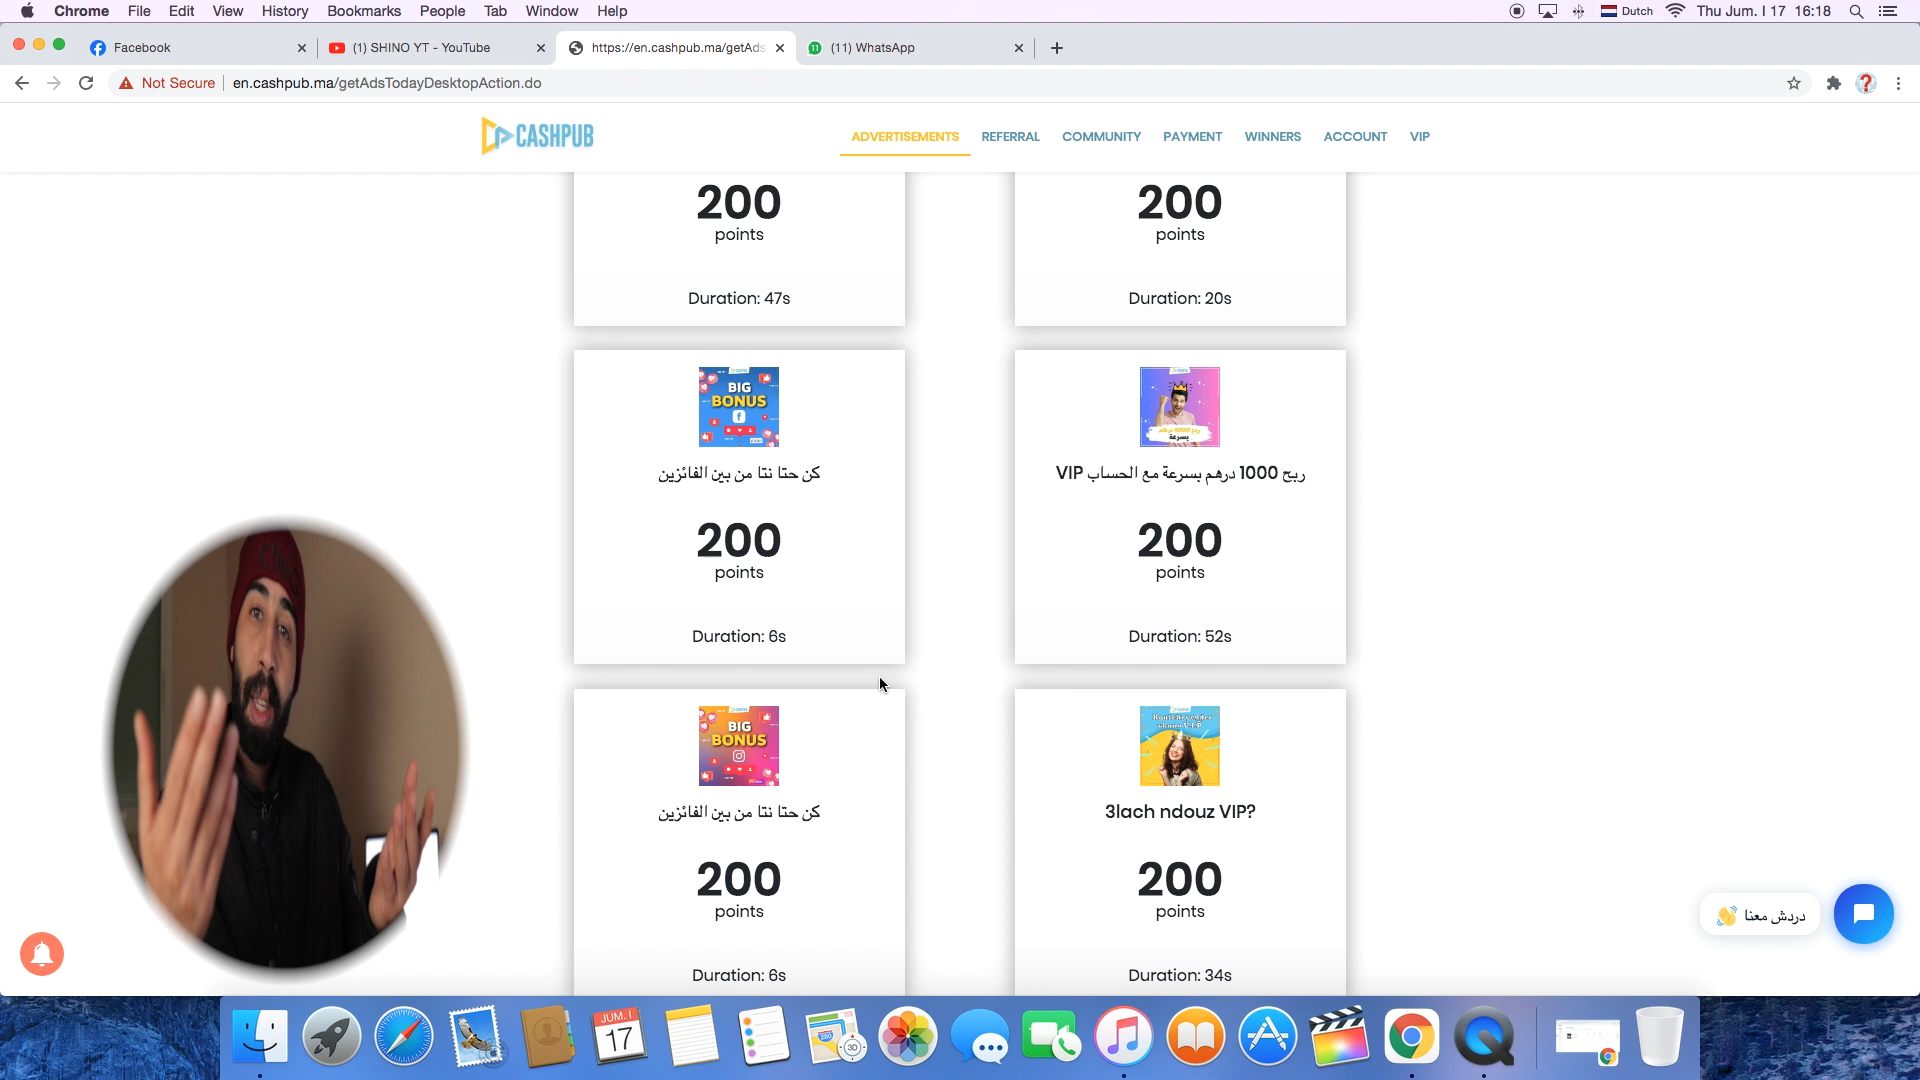 Chrome File Edit View History Bookmarks People Tab Window Help Dutch Thu Jum. I 17 16:18
Facebook (1) SHINO YT - YouTube https://en.cashpub.ma/getAds (11) WhatsApp
Not Secure en.cashpub.ma/getAdsTodayDesktopAction.do
CASHPUB ADVERTISEMENTS REFERRAL COMMUNITY PAYMENT WINNERS ACCOUNT VIP
200
points
Duration: 47s
200
points
Duration: 20s
BIG
BONUS
كن حتا نتا من بين الفائزين
200
points
Duration: 6s
ربح 1000 درهم
بسرعة
ربح 1000 درهم بسرعة مع الحساب VIP
200
points
Duration: 52s
BIG
BONUS
كن حتا نتا من بين الفائزين
200
points
Duration: 6s
3lach ndouz VIP?
200
points
Duration: 34s
دردش معنا 👋
JUM. I
17
3D